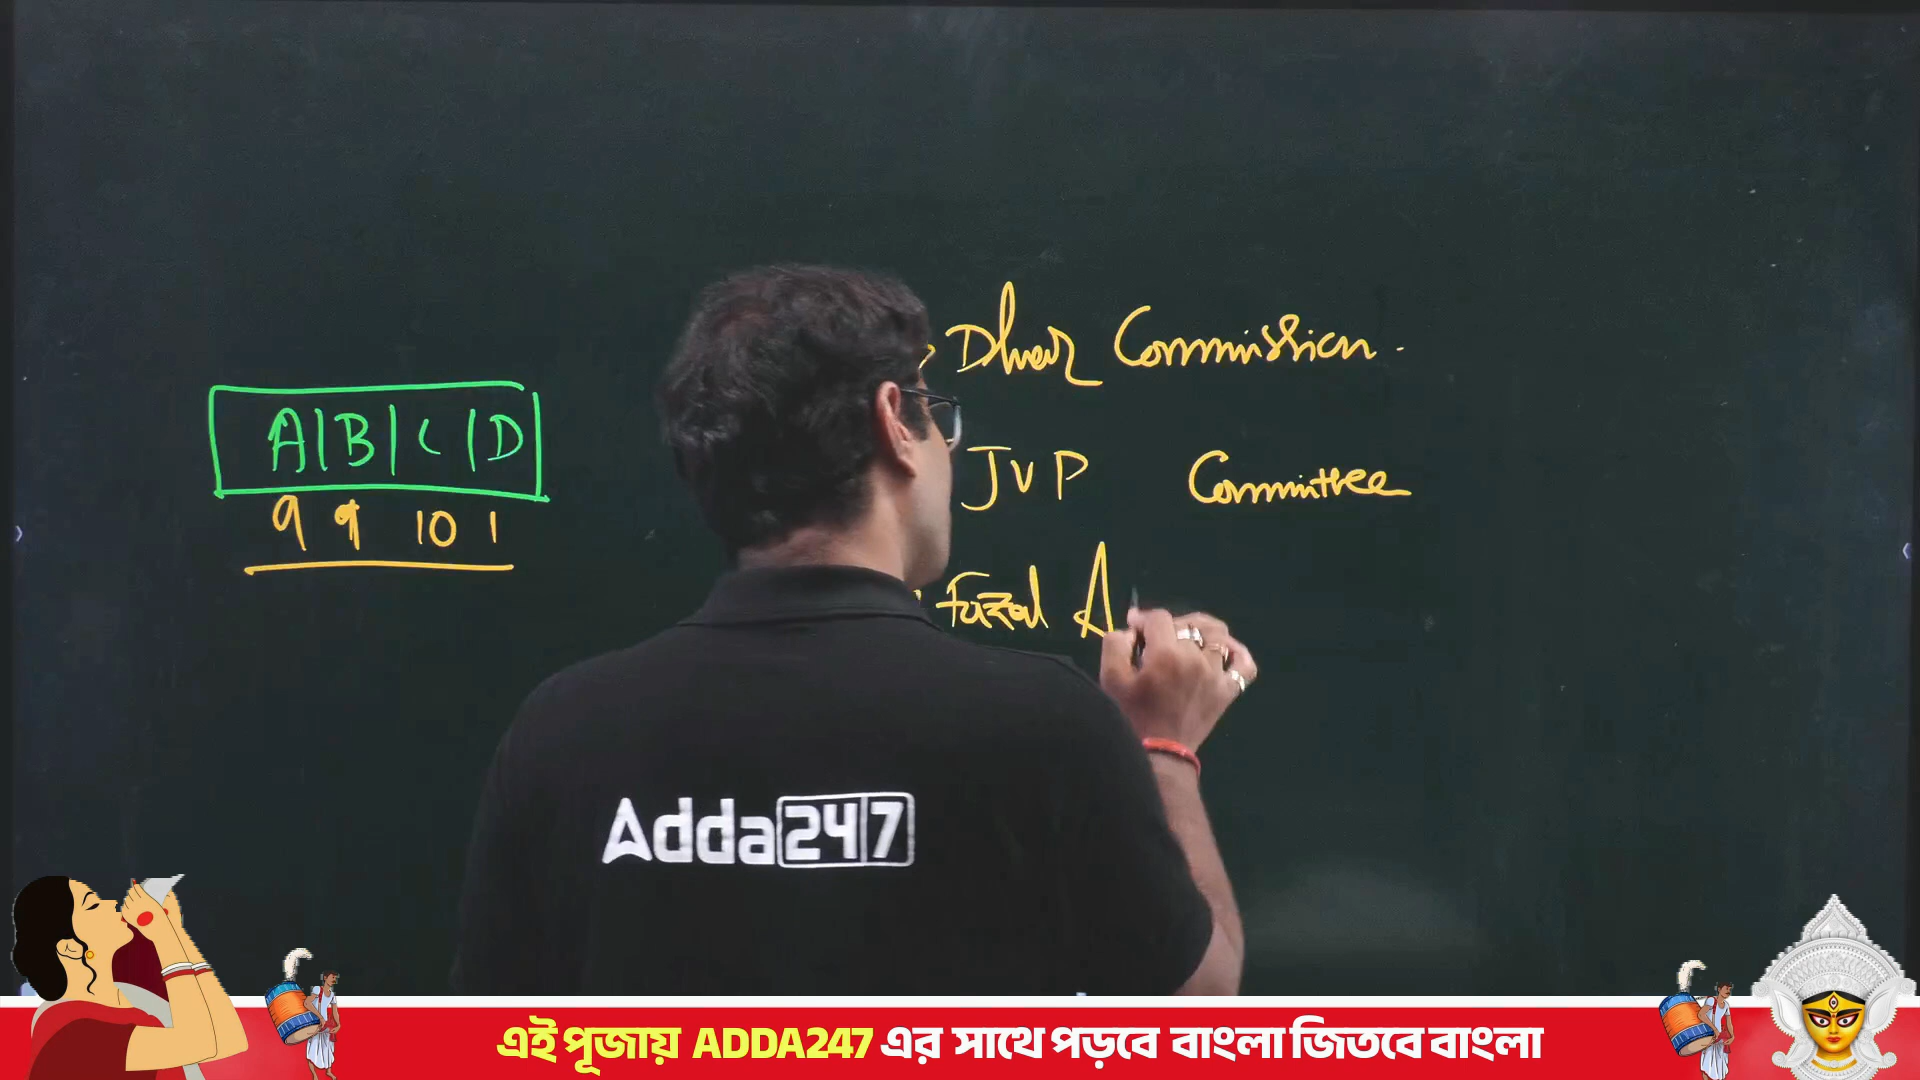 Dhar Commission.
A|B|C|D
JVP Committee
9 9 10 1
Fazal A
Adda247
এই পূজায় ADDA247 এর সাথে পড়বে বাংলা জিতবে বাংলা